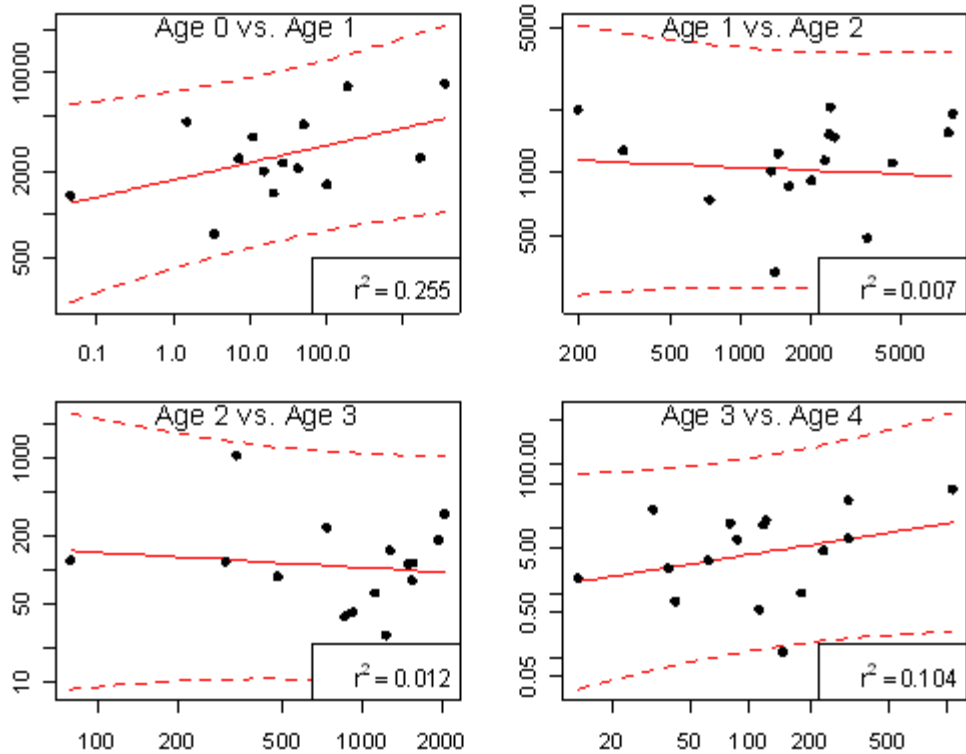 Age 0 vs. Age 1
10000
2000
500
r² = 0.255
0.1 1.0 10.0 100.0
Age 1 vs. Age 2
5000
1000
500
r² = 0.007
200 500 1000 2000 5000
Age 2 vs. Age 3
1000
200
50
10
r² = 0.012
100 200 500 1000 2000
Age 3 vs. Age 4
100.00
5.00
0.50
0.05
r² = 0.104
20 50 100 200 500